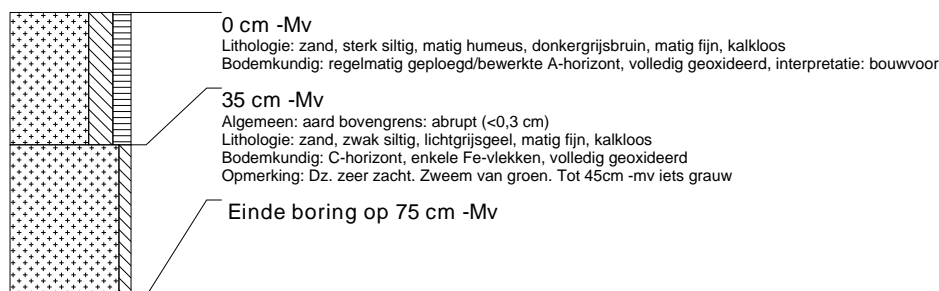 0 cm -Mv
Lithologie: zand, sterk siltig, matig humeus, donkergrijsbruin, matig fijn, kalkloos
Bodemkundig: regelmatig geploegd/bewerkte A-horizont, volledig geoxideerd, interpretatie: bouwvoor
35 cm -Mv
Algemeen: aard bovengrens: abrupt (<0,3 cm)
Lithologie: zand, zwak siltig, lichtgrijsgeel, matig fijn, kalkloos
Bodemkundig: C-horizont, enkele Fe-vlekken, volledig geoxideerd
Opmerking: Dz. zeer zacht. Zweem van groen. Tot 45cm -mv iets grauw
Einde boring op 75 cm -Mv